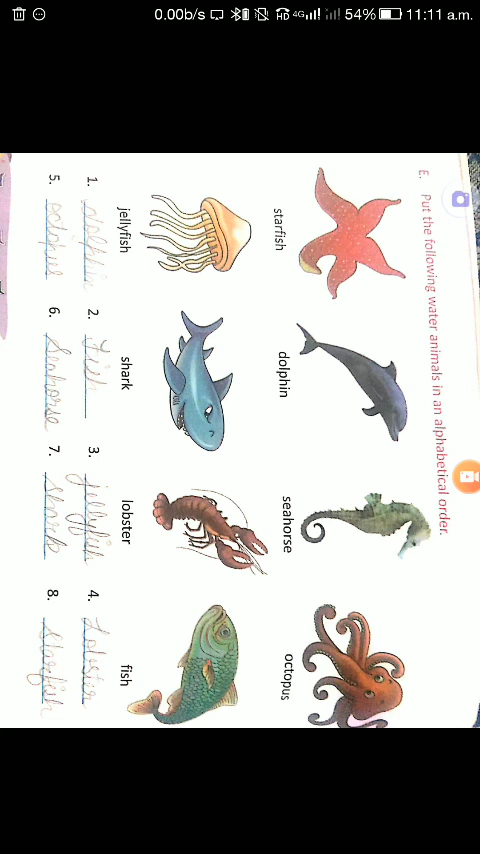 0.00b/s HD 4G 54% 11:11 a.m.
E. Put the following water animals in an alphabetical order.
starfish dolphin seahorse octopus
jellyfish shark lobster fish
1. dolphin 2. Fish 3. jellyfish 4. Lobster
5. octopus 6. Seahorse 7. Shark 8. Starfish